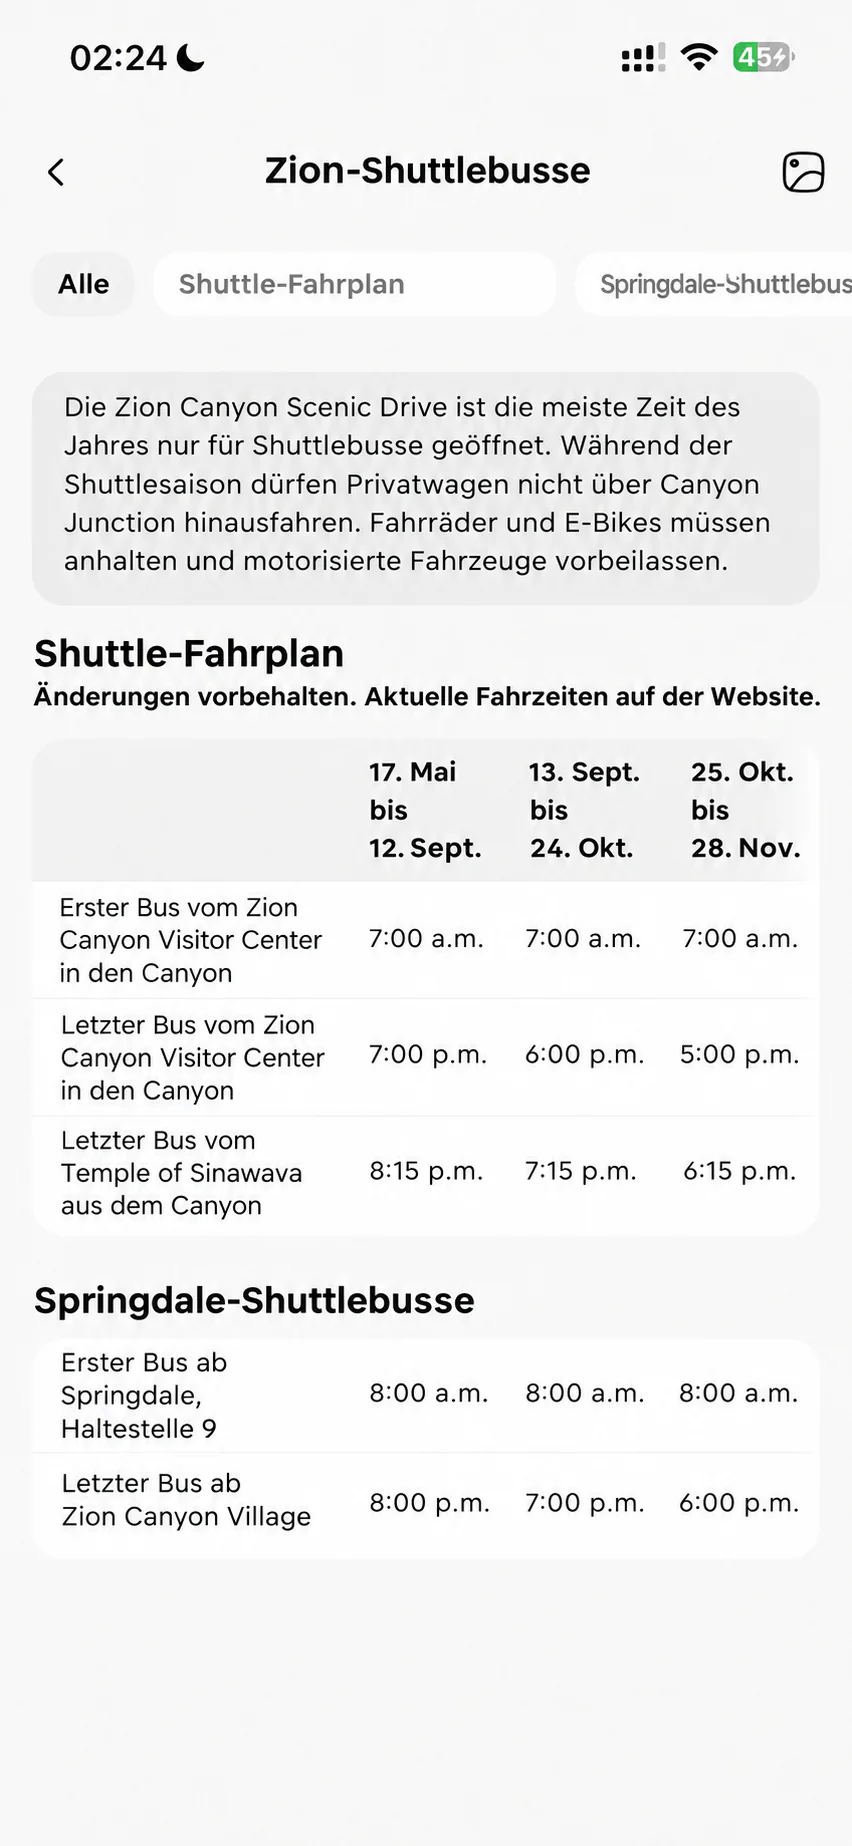 02:24
45
Zion-Shuttlebusse
Alle
Shuttle-Fahrplan
Springdale-Shuttlebus
Die Zion Canyon Scenic Drive ist die meiste Zeit des
Jahres nur für Shuttlebusse geöffnet. Während der
Shuttlesaison dürfen Privatwagen nicht über Canyon
Junction hinausfahren. Fahrräder und E-Bikes müssen
anhalten und motorisierte Fahrzeuge vorbeilassen.
Shuttle-Fahrplan
Änderungen vorbehalten. Aktuelle Fahrzeiten auf der Website.
17. Mai 13. Sept. 25. Okt.
bis bis bis
12. Sept. 24. Okt. 28. Nov.
Erster Bus vom Zion
Canyon Visitor Center 7:00 a.m. 7:00 a.m. 7:00 a.m.
in den Canyon
Letzter Bus vom Zion
Canyon Visitor Center 7:00 p.m. 6:00 p.m. 5:00 p.m.
in den Canyon
Letzter Bus vom
Temple of Sinawava 8:15 p.m. 7:15 p.m. 6:15 p.m.
aus dem Canyon
Springdale-Shuttlebusse
Erster Bus ab
Springdale, 8:00 a.m. 8:00 a.m. 8:00 a.m.
Haltestelle 9
Letzter Bus ab
Zion Canyon Village 8:00 p.m. 7:00 p.m. 6:00 p.m.